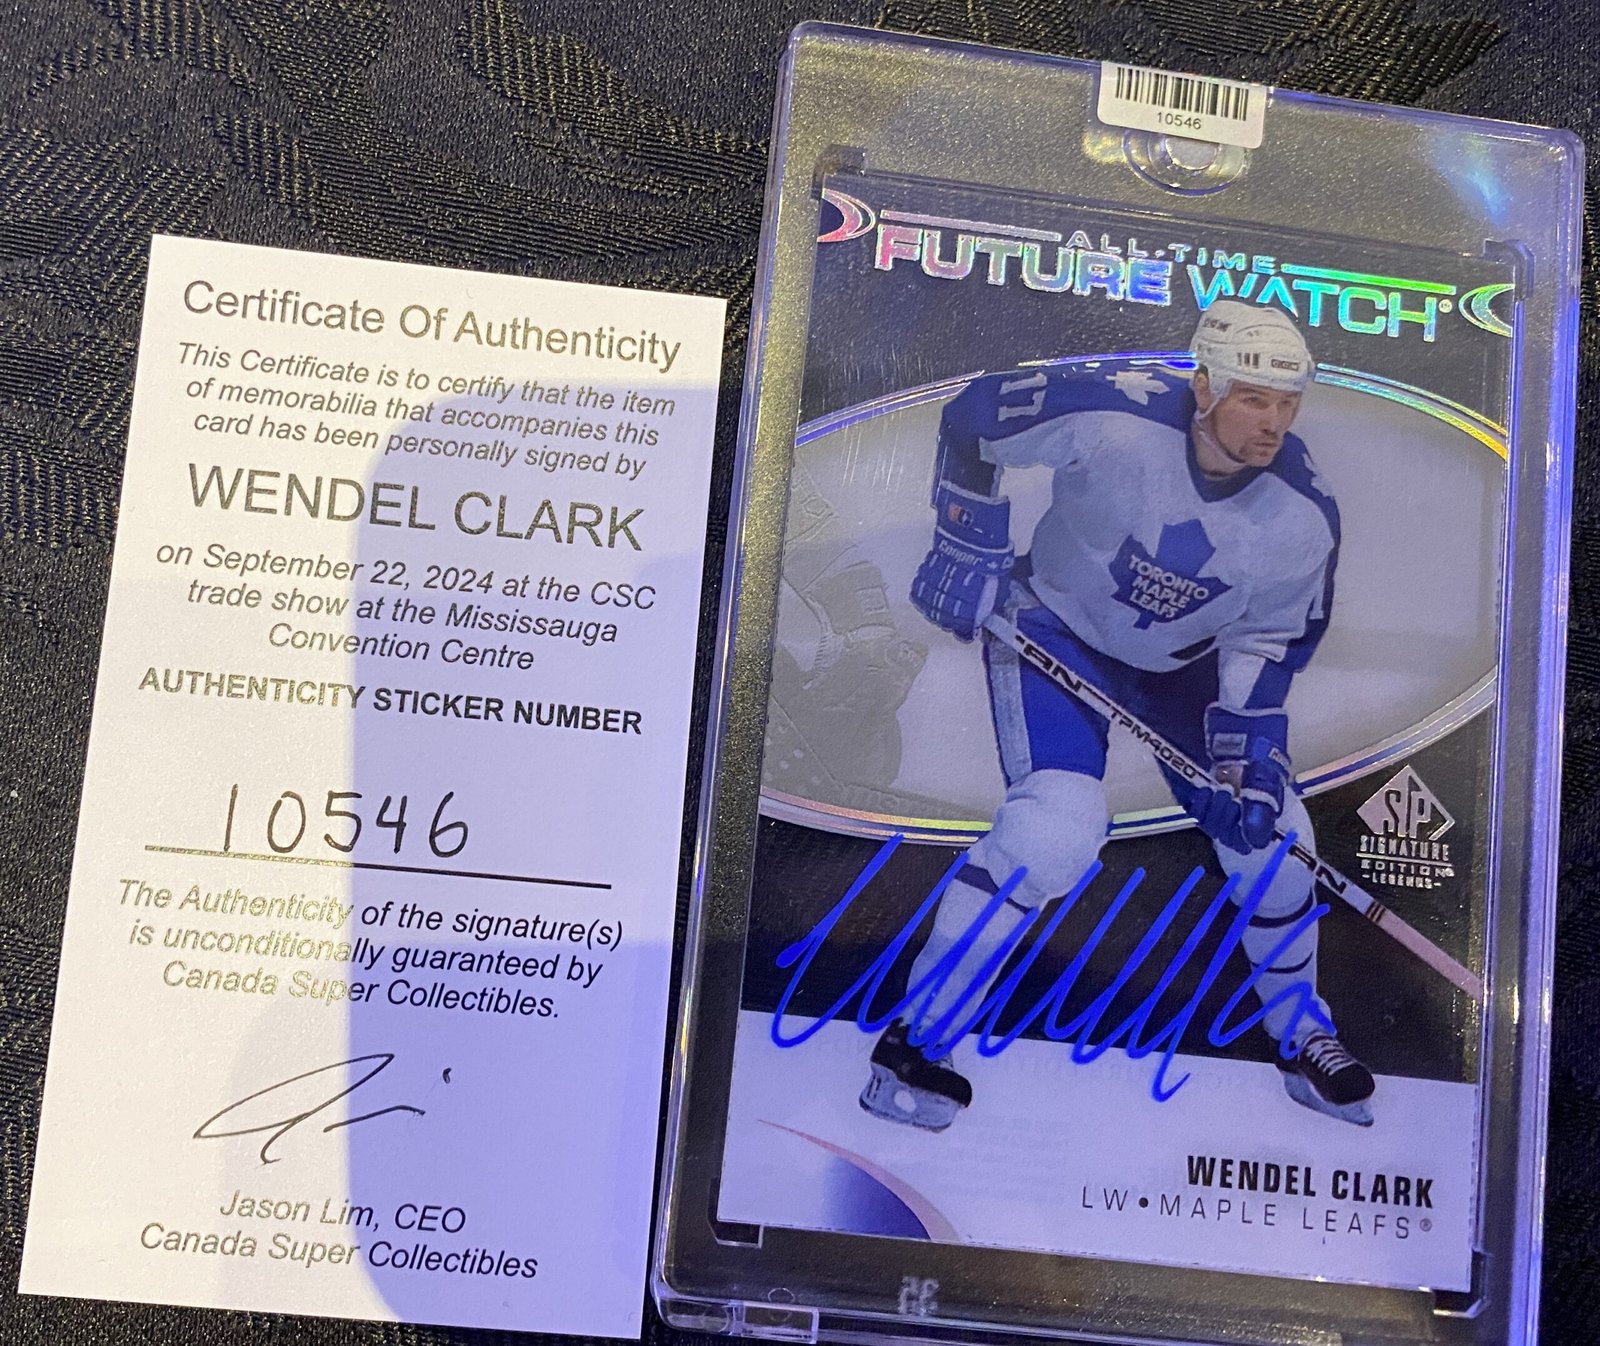 Certificate Of Authenticity
This Certificate is to certify that the item
of memorabilia that accompanies this
card has been personally signed by
WENDEL CLARK
on September 22, 2024 at the CSC
trade show at the Mississauga
Convention Centre
AUTHENTICITY STICKER NUMBER
10546
The Authenticity of the signature(s)
is unconditionally guaranteed by
Canada Super Collectibles.
Jason Lim, CEO
Canada Super Collectibles
10546
ALL-TIME
FUTURE WATCH®
17
Cooper
TORONTO
MAPLE
LEAFS
TPM4020
SP
SIGNATURE
EDITION
-LEGENDS-
WENDEL CLARK
LW•MAPLE LEAFS®